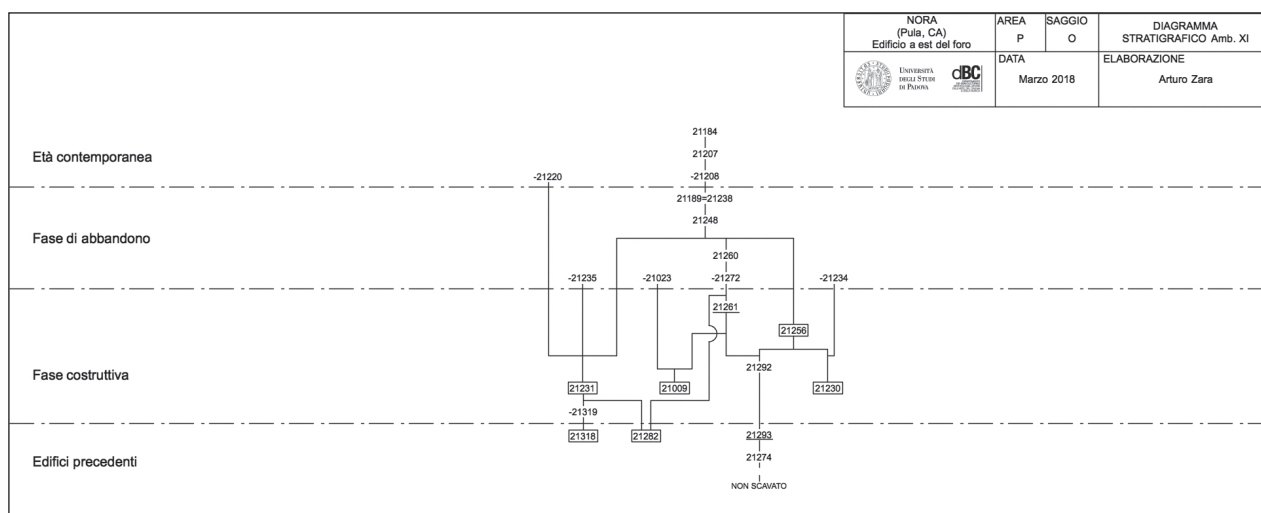 NORA
(Pula, CA)
Edificio a est del foro
AREA
P
SAGGIO
O
DIAGRAMMA
STRATIGRAFICO Amb. XI
UNIVERSITÀ
DEGLI STUDI
DI PADOVA
dBC
DATA
Marzo 2018
ELABORAZIONE
Arturo Zara
21184
Età contemporanea
21207
-21220
-21208
21189=21238
21248
Fase di abbandono
21260
-21235
-21023
-21272
-21234
21261
21256
21292
Fase costruttiva
21231
21009
21230
-21319
21318
21282
21293
21274
Edifici precedenti
NON SCAVATO